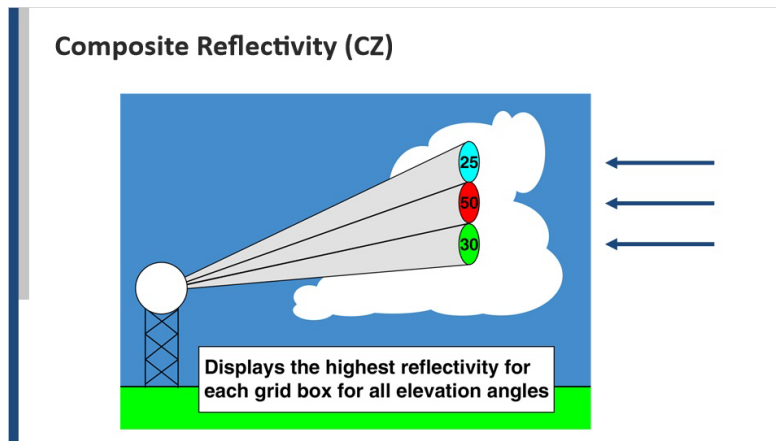 Composite Reflectivity (CZ)
25
50
30
Displays the highest reflectivity for
each grid box for all elevation angles